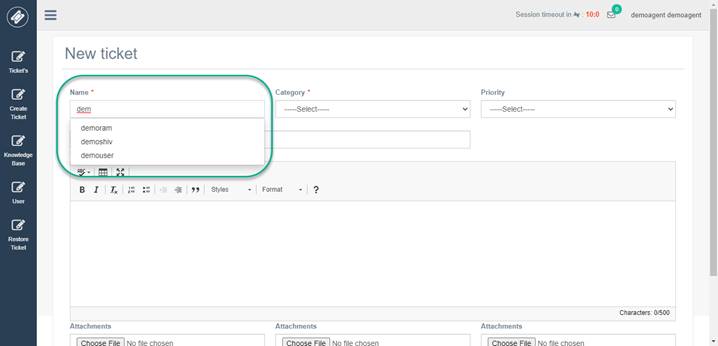 Session timeout in : 10:0
0
demoagent demoagent
New ticket
Ticket's
Create
Ticket
Knowledge
Base
User
Restore
Ticket
Name *
Category *
Priority
dem
-----Select-----
-----Select-----
demoram
demoshiv
demouser
B I Tx
Styles
Format
?
Characters: 0/500
Attachments
Attachments
Attachments
Choose File No file chosen
Choose File No file chosen
Choose File No file chosen